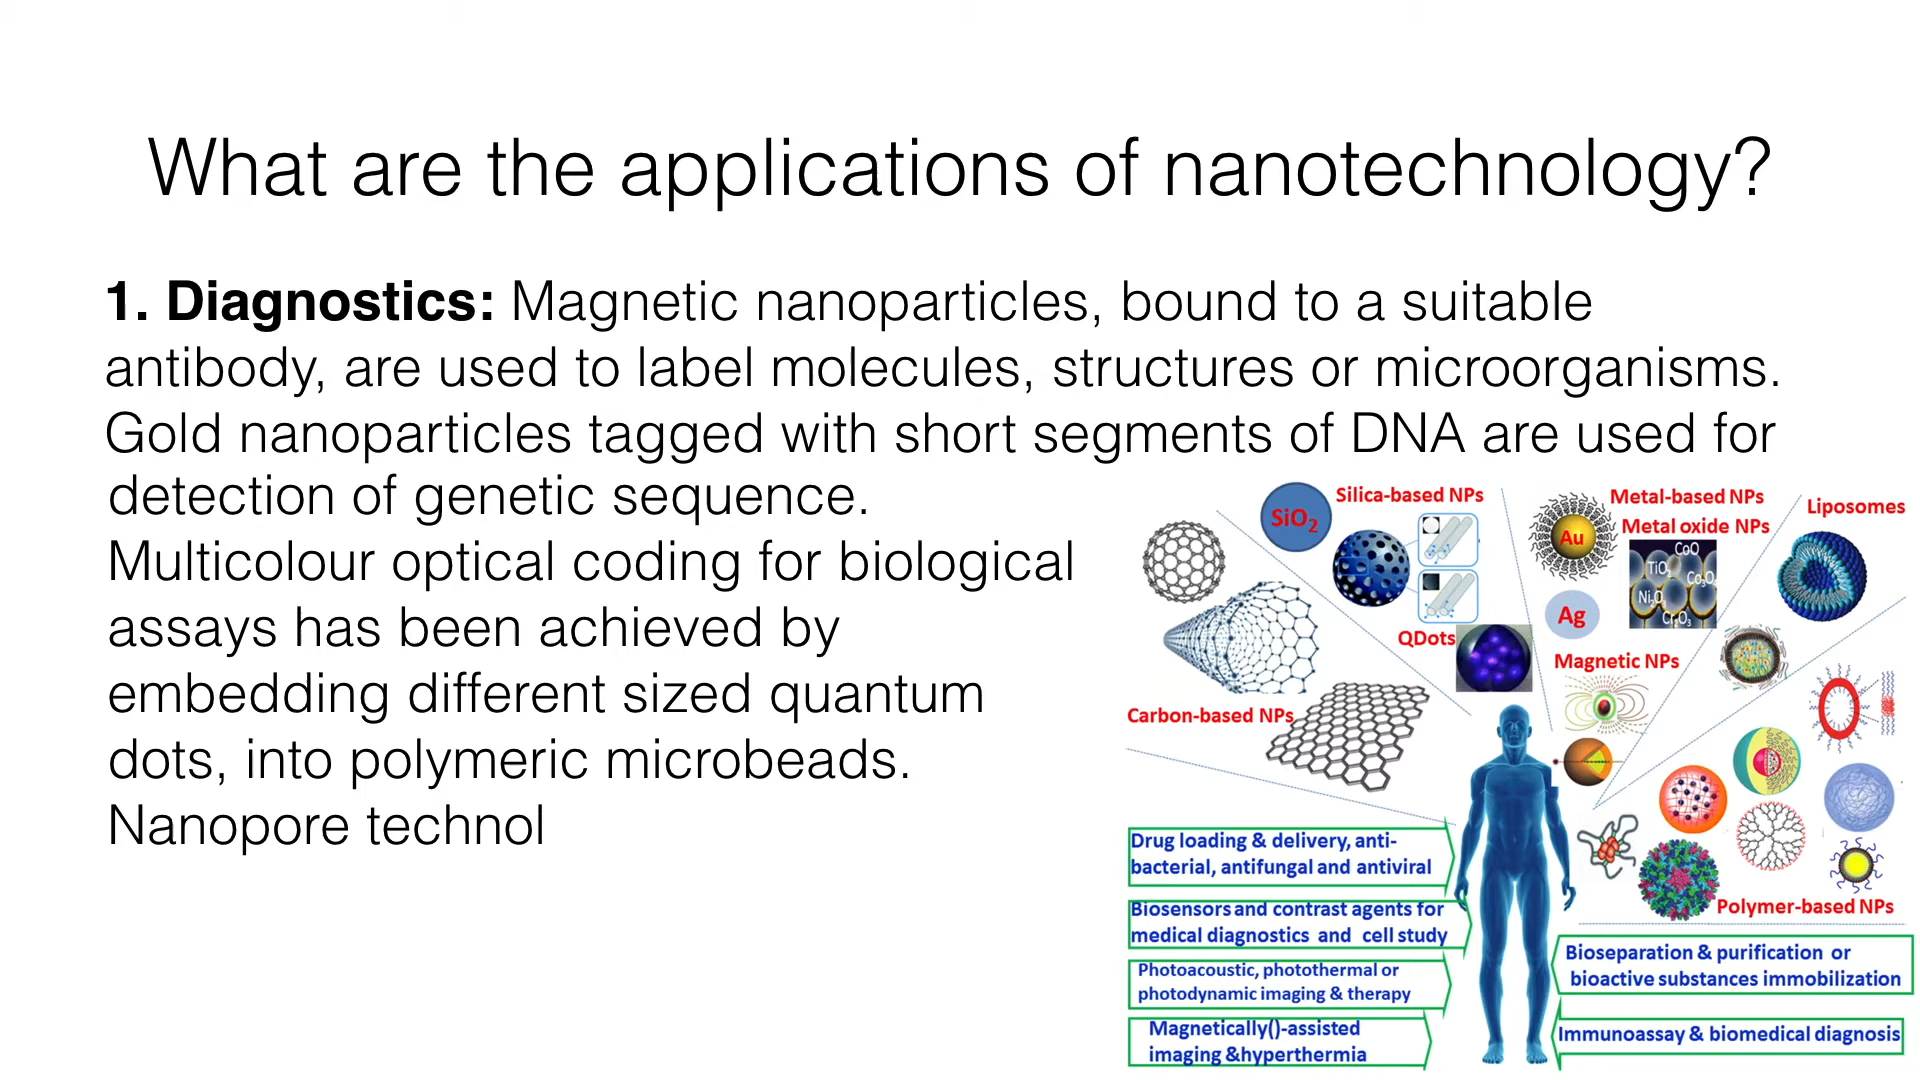 What are the applications of nanotechnology?
1. Diagnostics: Magnetic nanoparticles, bound to a suitable
antibody, are used to label molecules, structures or microorganisms.
Gold nanoparticles tagged with short segments of DNA are used for
detection of genetic sequence.
Multicolour optical coding for biological
assays has been achieved by
embedding different sized quantum
dots, into polymeric microbeads.
Nanopore technol
SiO2
Silica-based NPs
QDots
Carbon-based NPs
Metal-based NPs
Metal oxide NPs
Au
Ag
CoO
TiO
Co3O
Ni2O
Cr2O3
Magnetic NPs
Liposomes
Polymer-based NPs
Drug loading & delivery, anti-
bacterial, antifungal and antiviral
Biosensors and contrast agents for
medical diagnostics and cell study
Photoacoustic, photothermal or
photodynamic imaging & therapy
Magnetically()-assisted
imaging &hyperthermia
Bioseparation & purification or
bioactive substances immobilization
Immunoassay & biomedical diagnosis